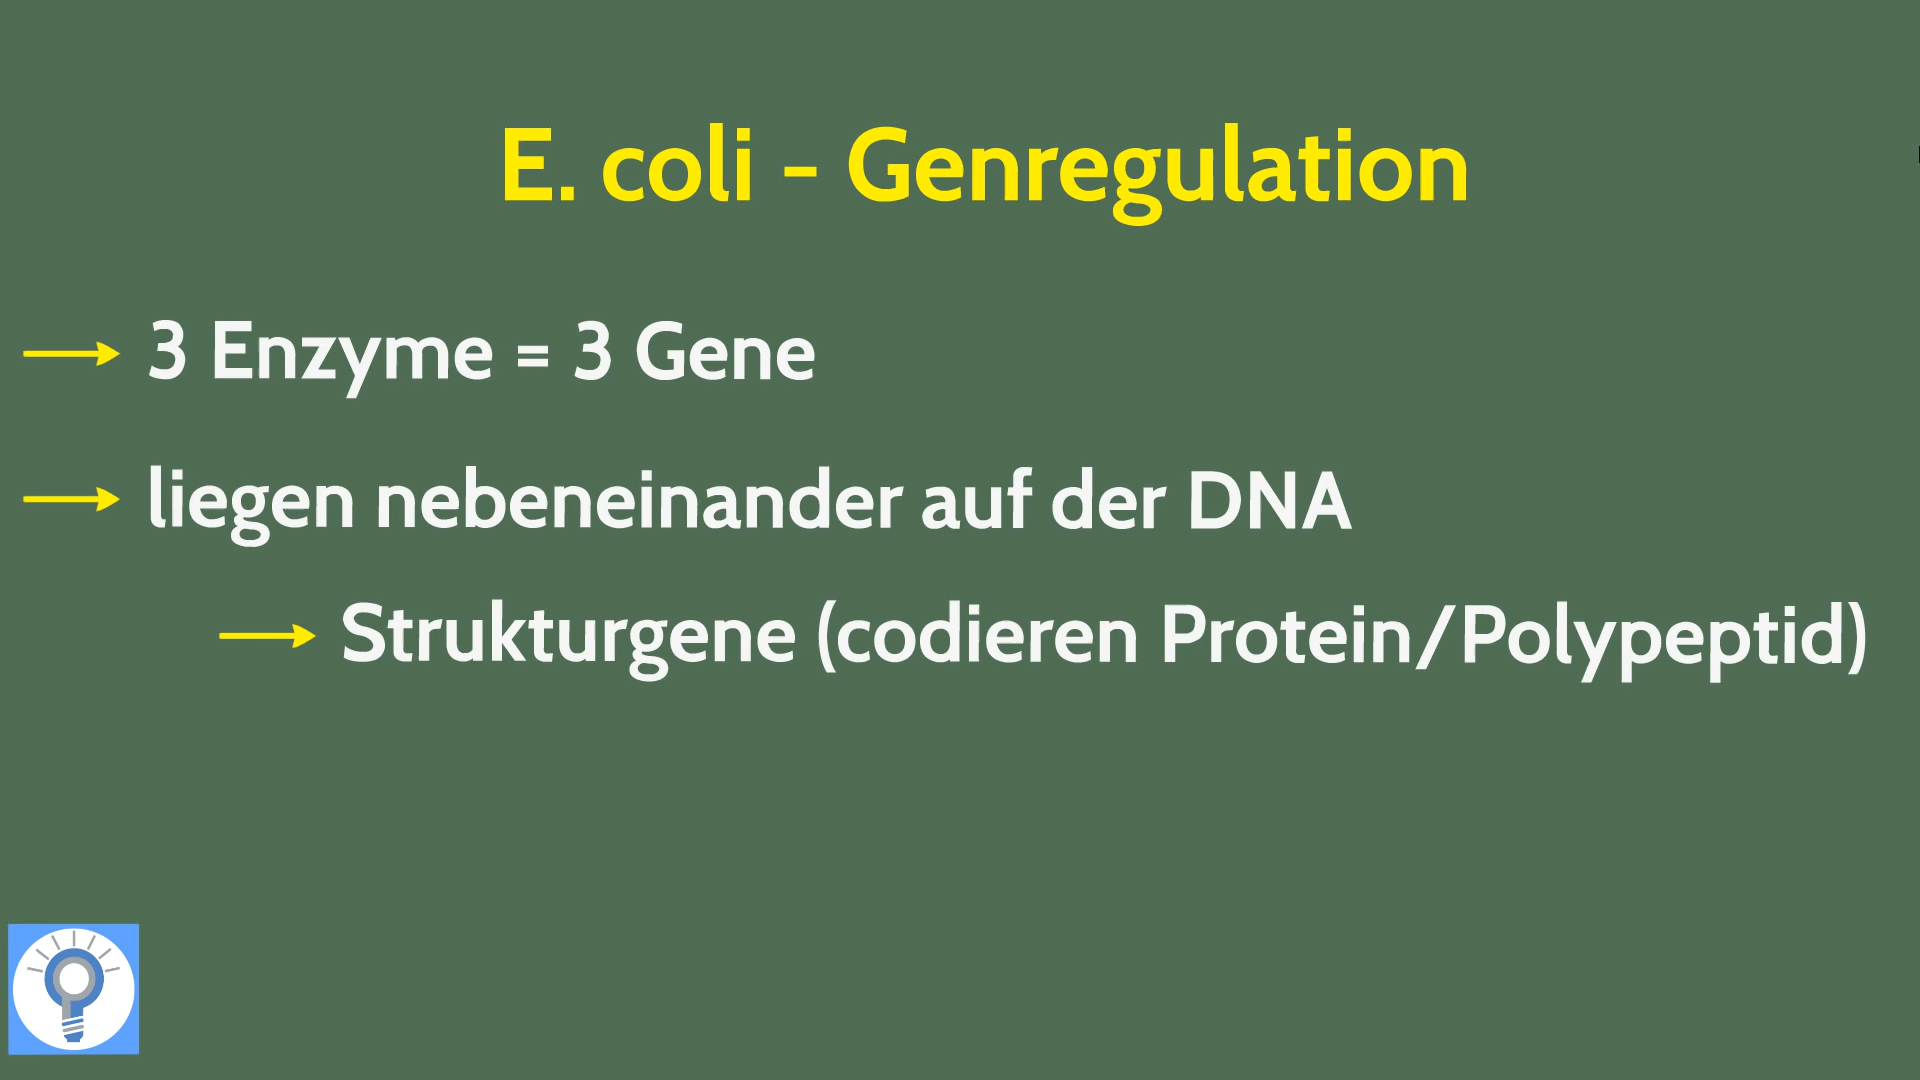 E. coli - Genregulation
3 Enzyme = 3 Gene
liegen nebeneinander auf der DNA
Strukturgene (codieren Protein/Polypeptid)